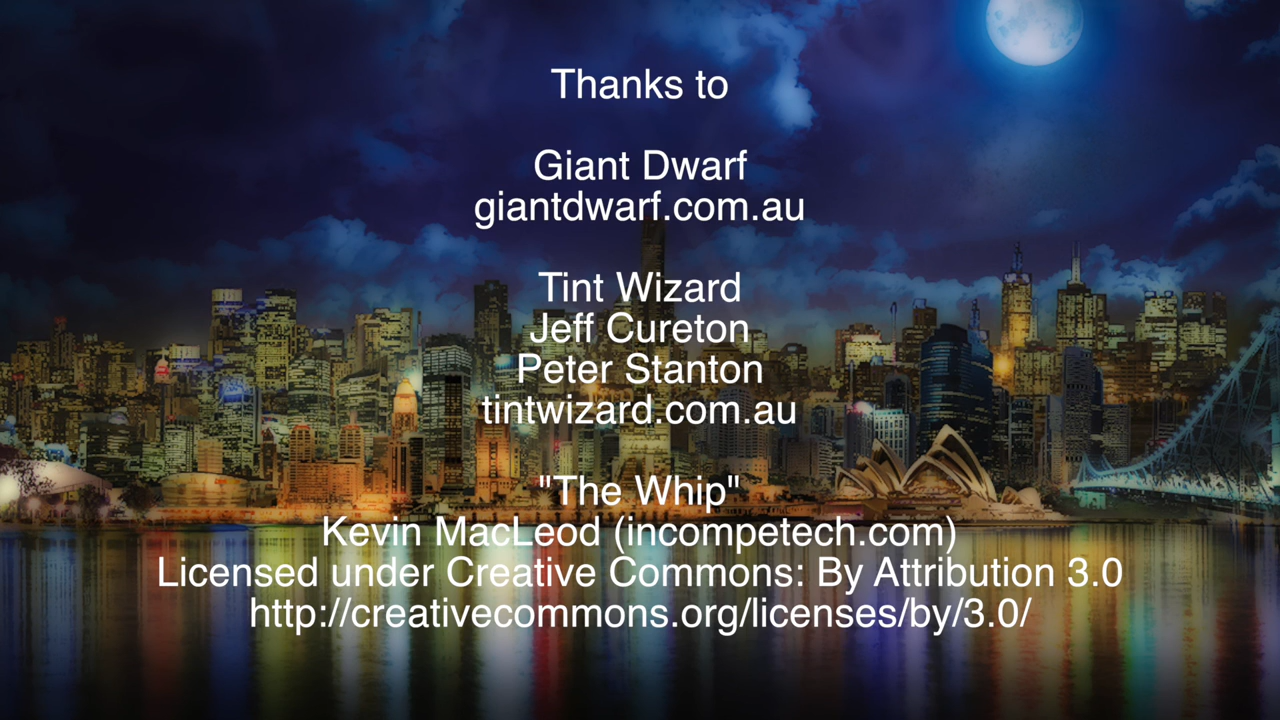 Thanks to
Giant Dwarf
giantdwarf.com.au
Tint Wizard
Jeff Cureton
Peter Stanton
tintwizard.com.au
"The Whip"
Kevin MacLeod (incompetech.com)
Licensed under Creative Commons: By Attribution 3.0
http://creativecommons.org/licenses/by/3.0/